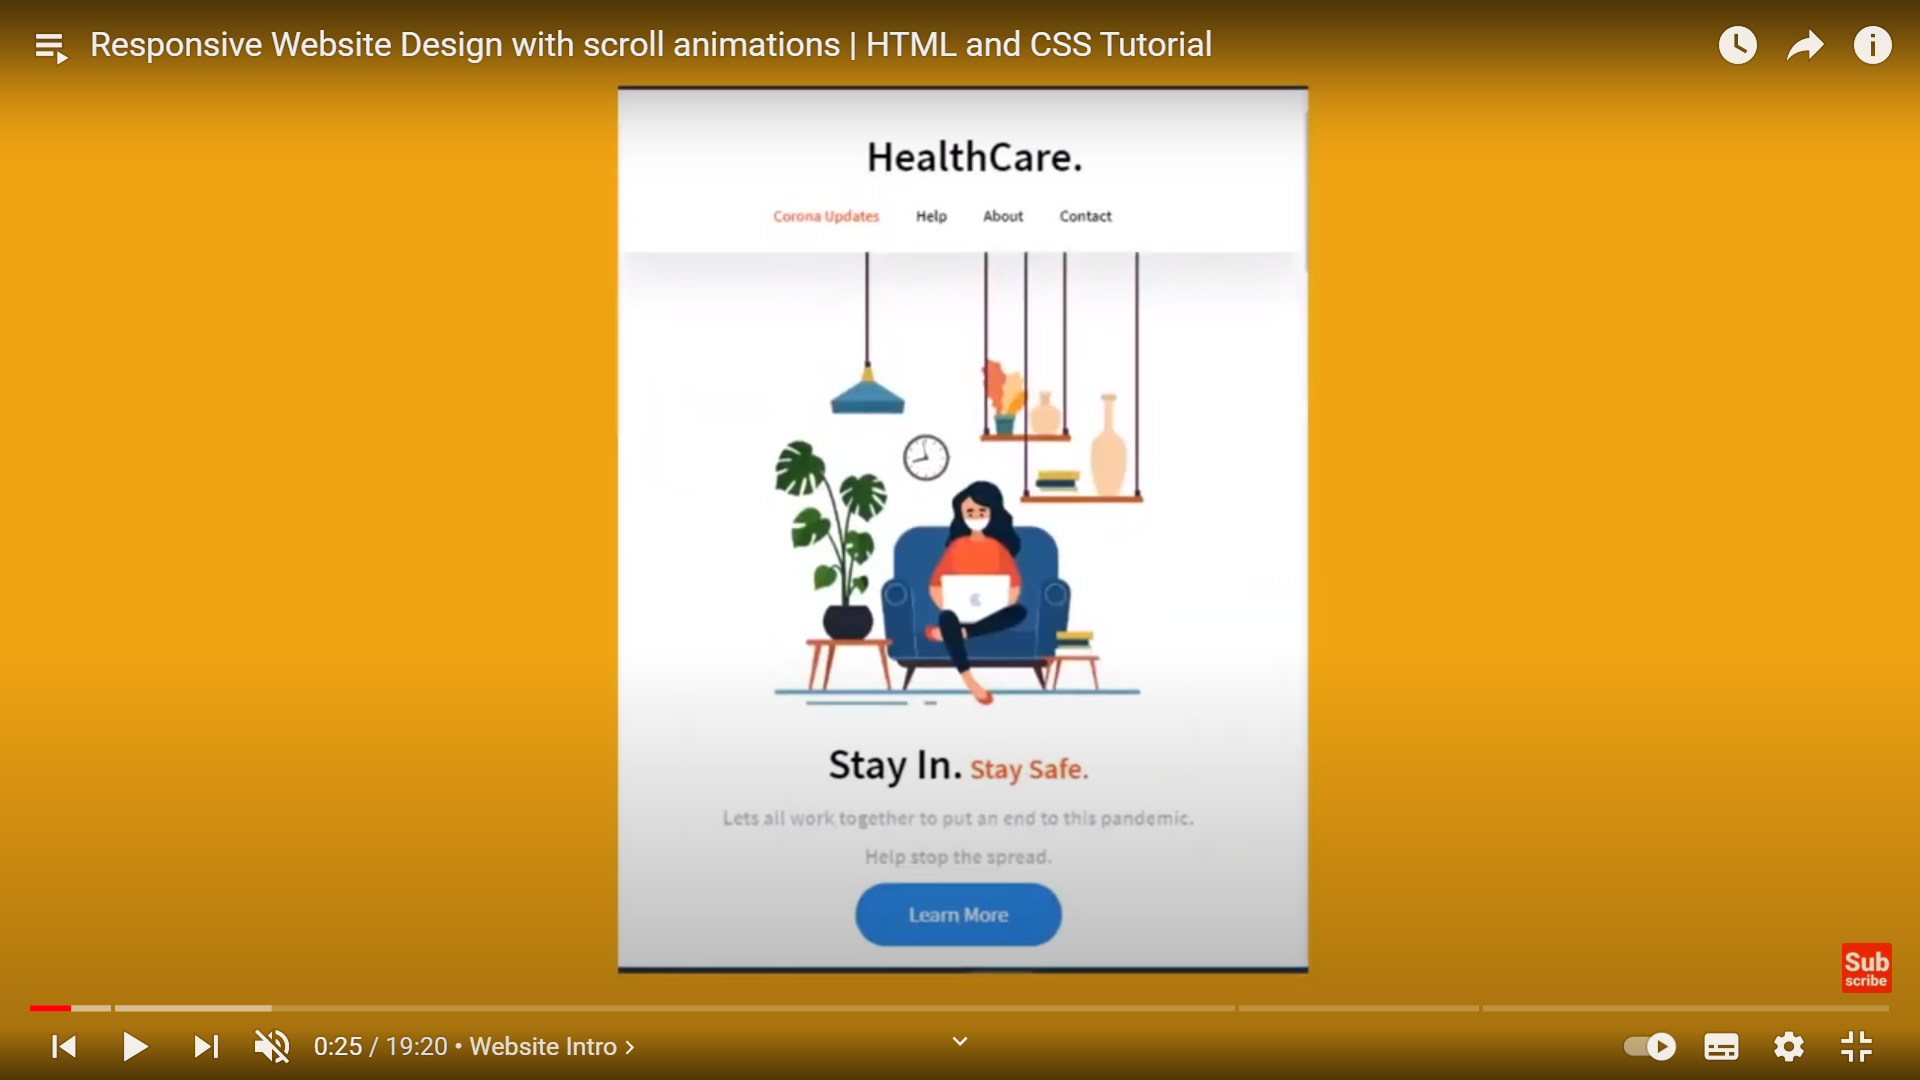 Responsive Website Design with scroll animations | HTML and CSS Tutorial
HealthCare.
Corona Updates Help About Contact
Stay In. Stay Safe.
Lets all work together to put an end to this pandemic.
Help stop the spread.
Learn More
Sub
scribe
0:25 / 19:20 • Website Intro >